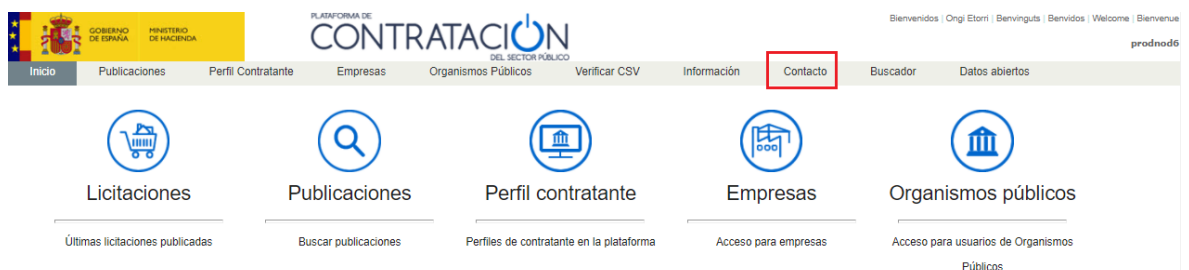 GOBIERNO DE ESPAÑA
MINISTERIO DE HACIENDA
PLATAFORMA DE
CONTRATACIÓN
DEL SECTOR PÚBLICO
Bienvenidos | Ongi Etorri | Benvinguts | Benvidos | Welcome | Bienvenue
prodnod6
Inicio Publicaciones Perfil Contratante Empresas Organismos Públicos Verificar CSV Información Contacto Buscador Datos abiertos
Licitaciones Publicaciones Perfil contratante Empresas Organismos públicos
Últimas licitaciones publicadas Buscar publicaciones Perfiles de contratante en la plataforma Acceso para empresas Acceso para usuarios de Organismos
Públicos